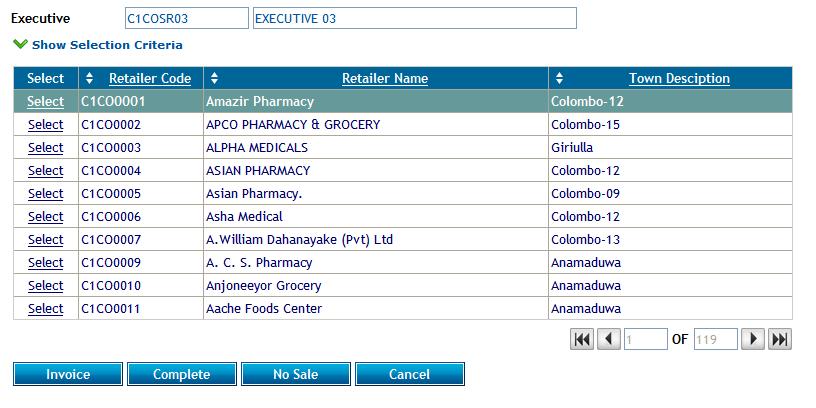 Executive C1COSR03 EXECUTIVE 03
Show Selection Criteria
Select Retailer Code Retailer Name Town Desciption
Select C1CO0001 Amazir Pharmacy Colombo-12
Select C1CO0002 APCO PHARMACY & GROCERY Colombo-15
Select C1CO0003 ALPHA MEDICALS Giriulla
Select C1CO0004 ASIAN PHARMACY Colombo-12
Select C1CO0005 Asian Pharmacy. Colombo-09
Select C1CO0006 Asha Medical Colombo-12
Select C1CO0007 A.William Dahanayake (Pvt) Ltd Colombo-13
Select C1CO0009 A. C. S. Pharmacy Anamaduwa
Select C1CO0010 Anjoneeyor Grocery Anamaduwa
Select C1CO0011 Aache Foods Center Anamaduwa
1 OF 119
Invoice Complete No Sale Cancel